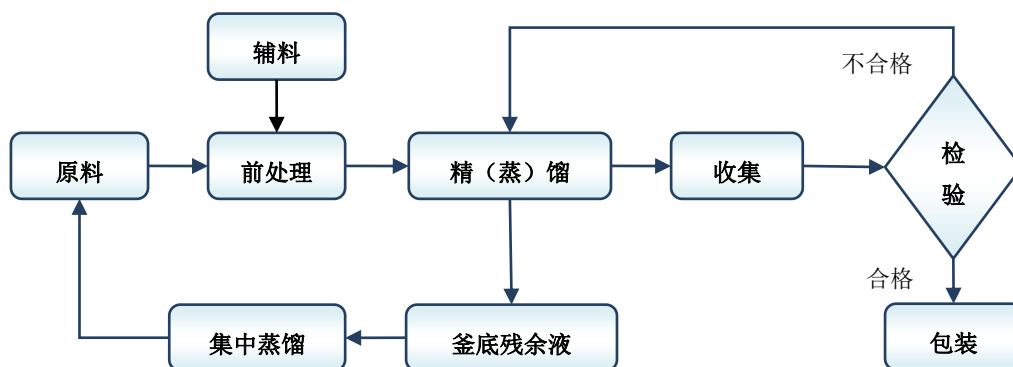 辅料
不合格
原料
前处理
精（蒸）馏
收集
检
验
合格
集中蒸馏
釜底残余液
包装